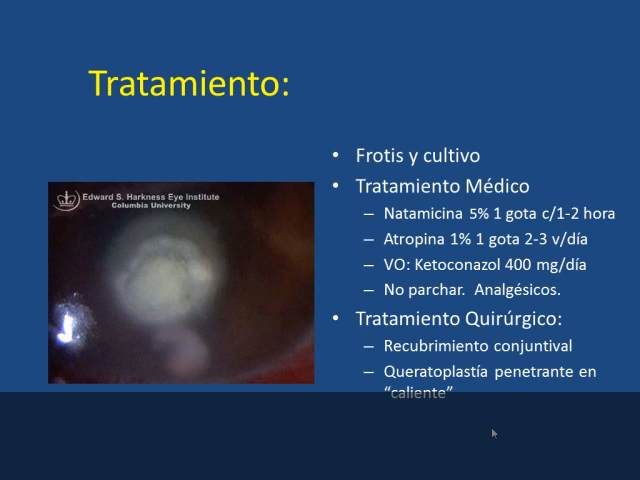 Tratamiento:
Edward S. Harkness Eye Institute
Columbia University
• Frotis y cultivo
• Tratamiento Médico
– Natamicina 5% 1 gota c/1-2 hora
– Atropina 1% 1 gota 2-3 v/día
– VO: Ketoconazol 400 mg/día
– No parchar. Analgésicos.
• Tratamiento Quirúrgico:
– Recubrimiento conjuntival
– Queratoplastía penetrante en
“caliente”